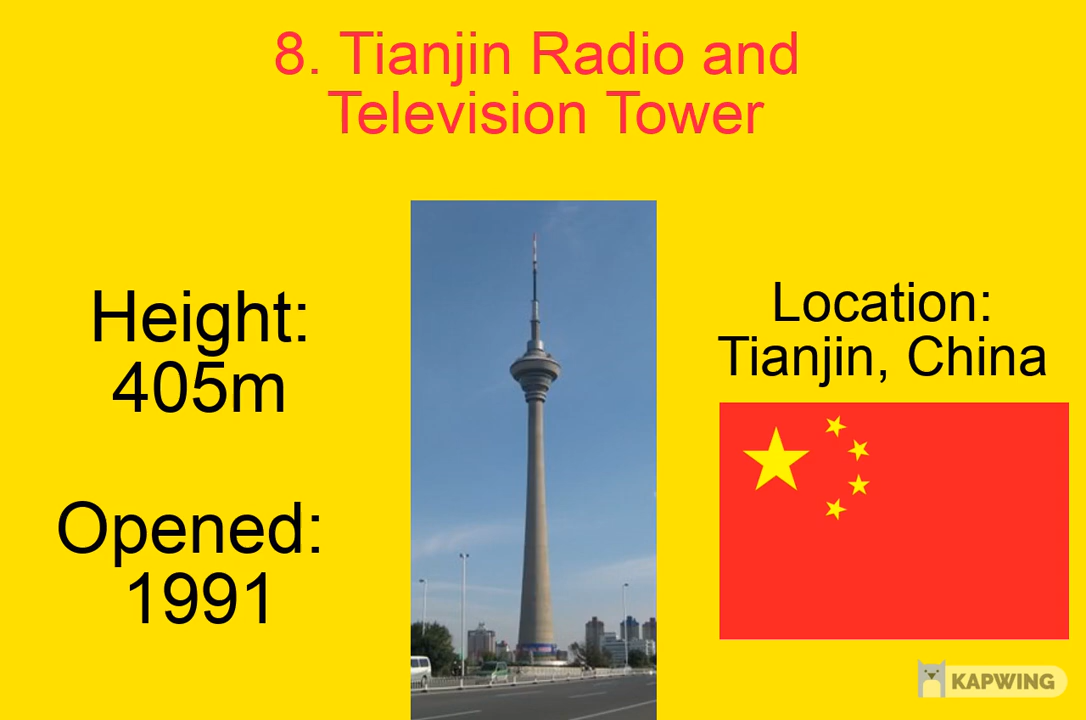 8. Tianjin Radio and
Television Tower
Height:
405m
Opened:
1991
Location:
Tianjin, China
KAPWING